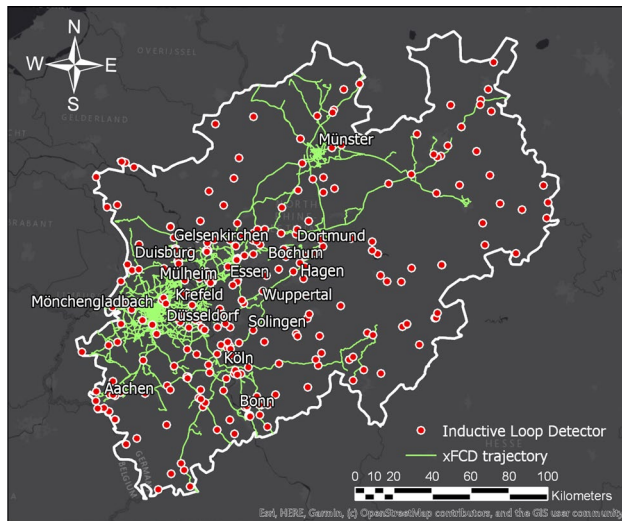 N
W E
S
OVERIJSSEL
GELDERLAND
Münster
Gelsenkirchen Dortmund
Duisburg Bochum
Mülheim Essen Hagen
Mönchengladbach Krefeld Wuppertal
Düsseldorf Solingen
Köln
Aachen
Bonn
Inductive Loop Detector
xFCD trajectory
HESSE
GERMANY
BELGIUM
0 10 20 40 60 80 100
Kilometers
Esri, HERE, Garmin, (c) OpenStreetMap contributors, and the GIS user community